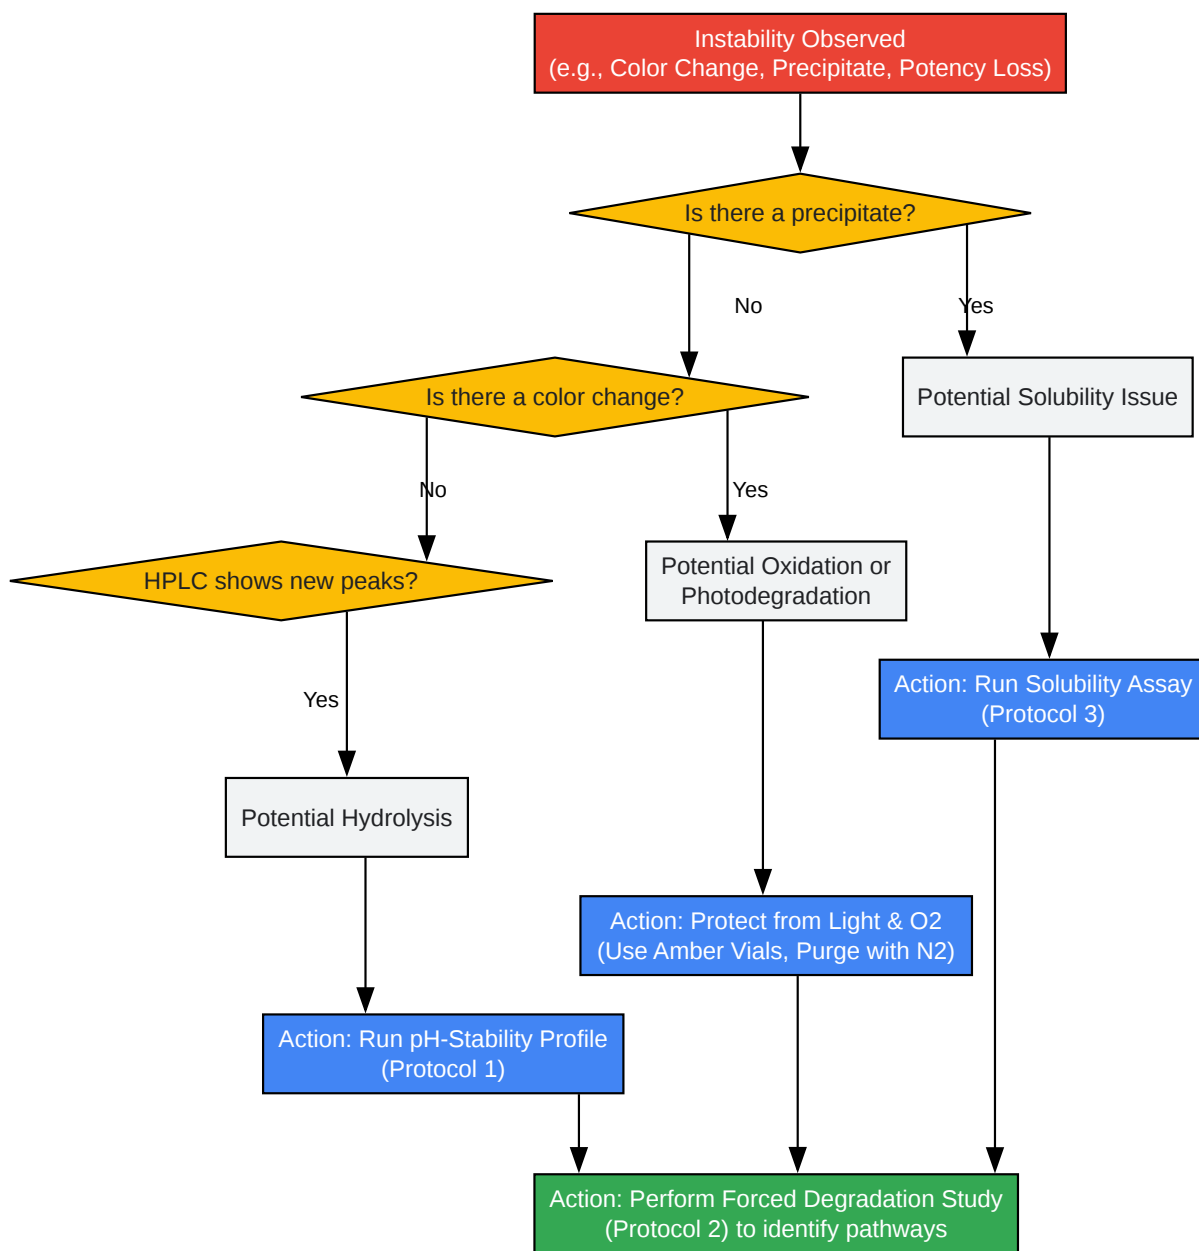 Instability Observed
(e.g., Color Change, Precipitate, Potency Loss)
Is there a precipitate?
No
Yes
Is there a color change?
Potential Solubility Issue
No
Yes
HPLC shows new peaks?
Potential Oxidation or
Photodegradation
Yes
Action: Run Solubility Assay
(Protocol 3)
Potential Hydrolysis
Action: Protect from Light & O2
(Use Amber Vials, Purge with N2)
Action: Run pH-Stability Profile
(Protocol 1)
Action: Perform Forced Degradation Study
(Protocol 2) to identify pathways